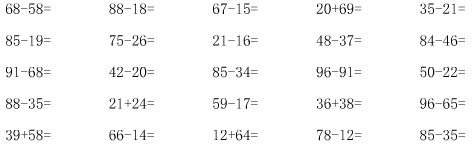 68-58= 88-18= 67-15= 20+69= 35-21=
85-19= 75-26= 21-16= 48-37= 84-46=
91-68= 42-20= 85-34= 96-91= 50-22=
88-35= 21+24= 59-17= 36+38= 96-65=
39+58= 66-14= 12+64= 78-12= 85-35=